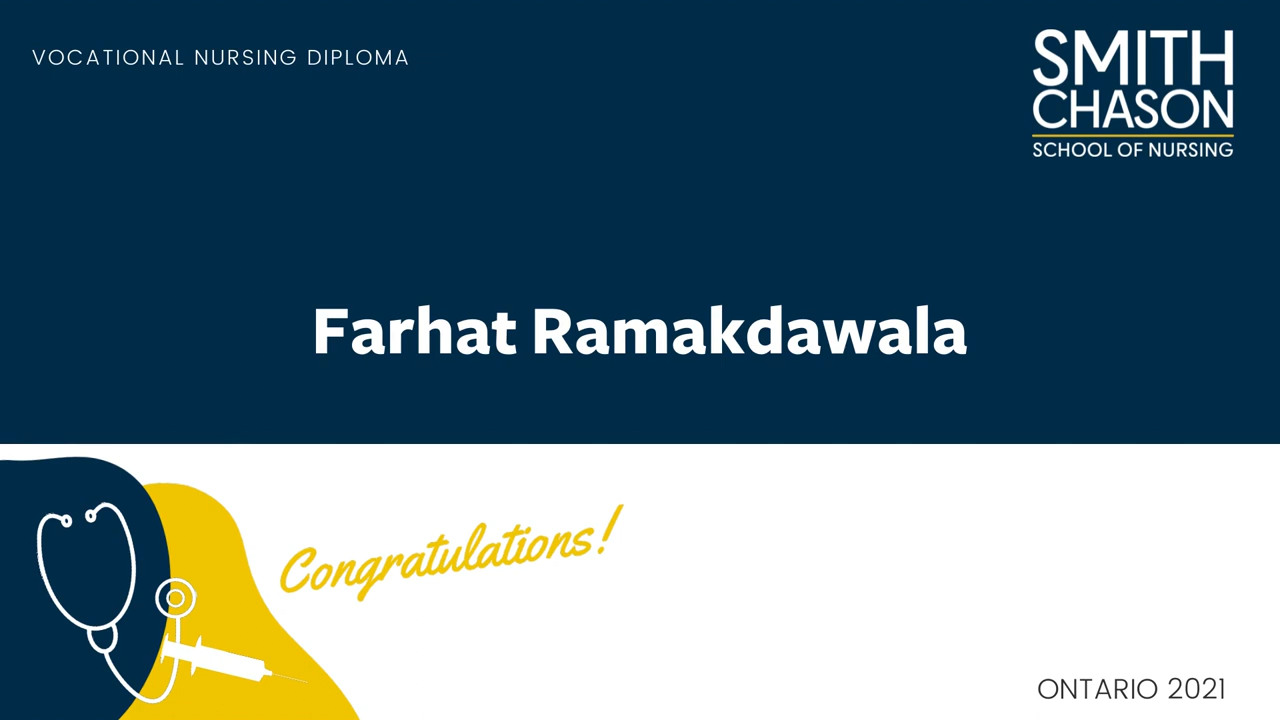 VOCATIONAL NURSING DIPLOMA
SMITH
CHASON
SCHOOL OF NURSING
Farhat Ramakdawala
Congratulations!
ONTARIO 2021